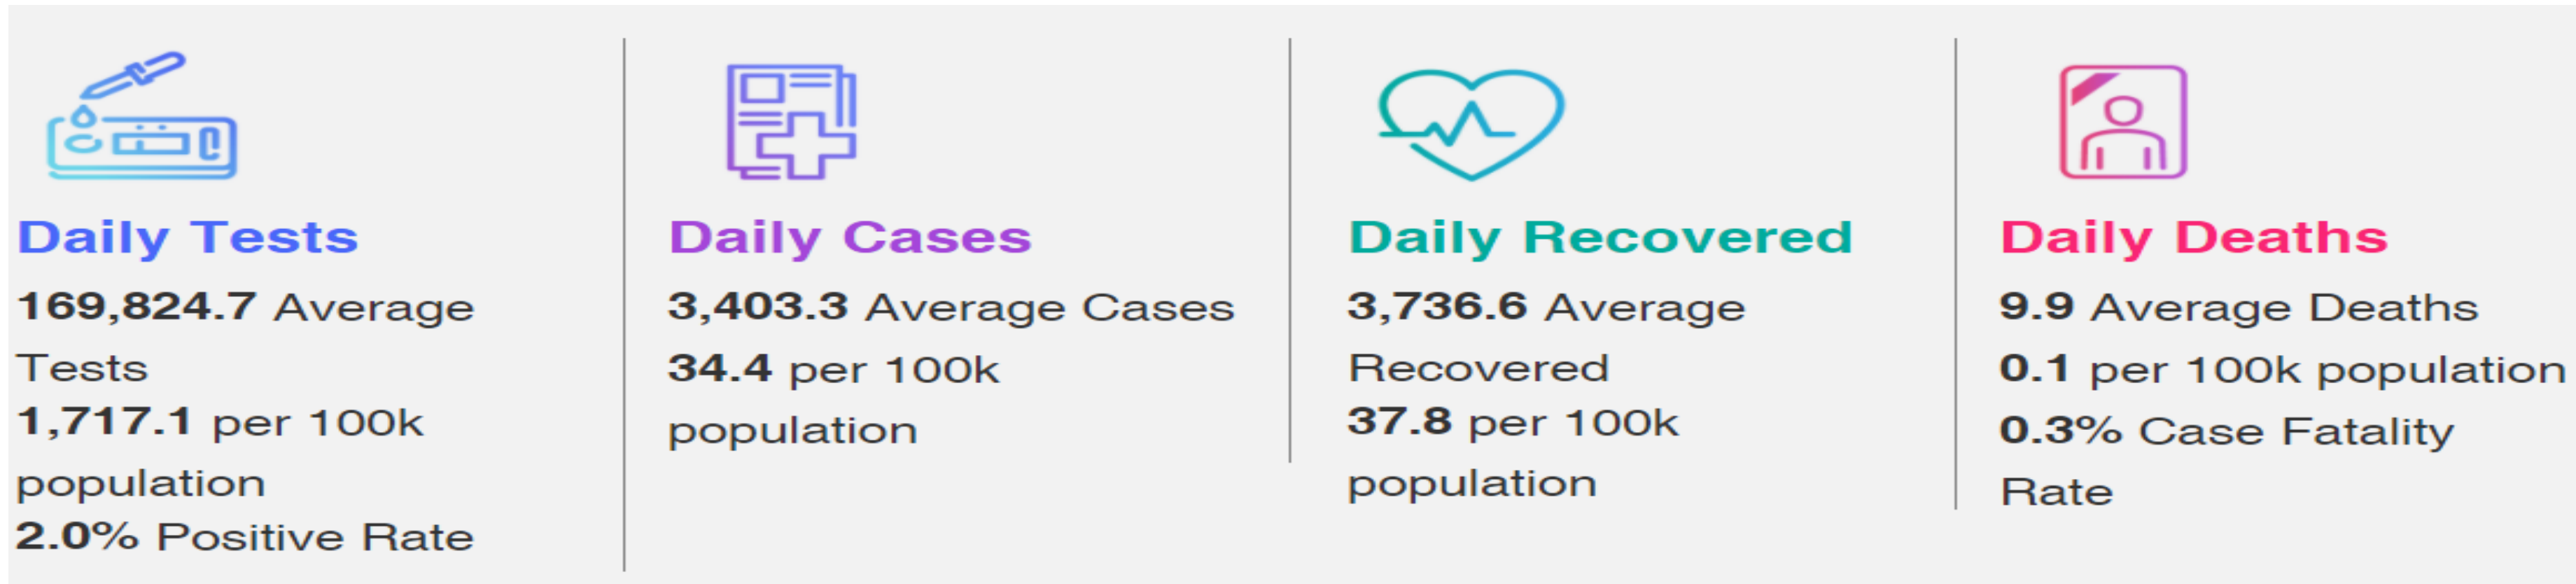 Daily Tests
169,824.7 Average
Tests
1,717.1 per 100k
population
2.0% Positive Rate
Daily Cases
3,403.3 Average Cases
34.4 per 100k
population
Daily Recovered
3,736.6 Average
Recovered
37.8 per 100k
population
Daily Deaths
9.9 Average Deaths
0.1 per 100k population
0.3% Case Fatality
Rate